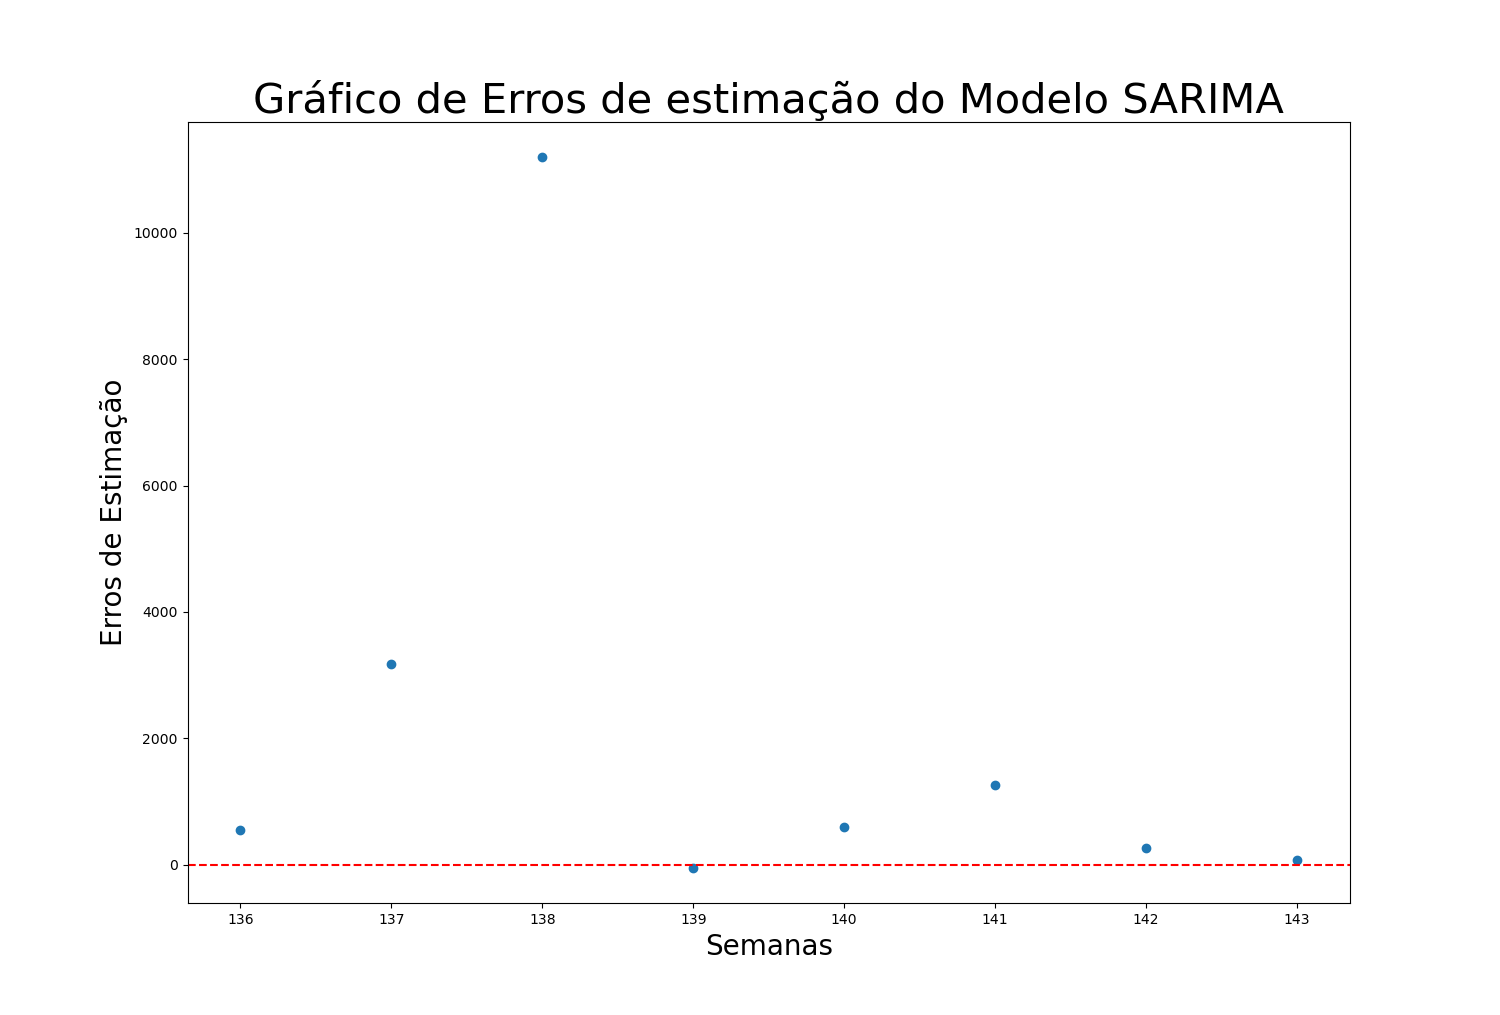 Gráfico de Erros de estimação do Modelo SARIMA
Erros de Estimação
10000
8000
6000
4000
2000
0
136 137 138 139 140 141 142 143
Semanas